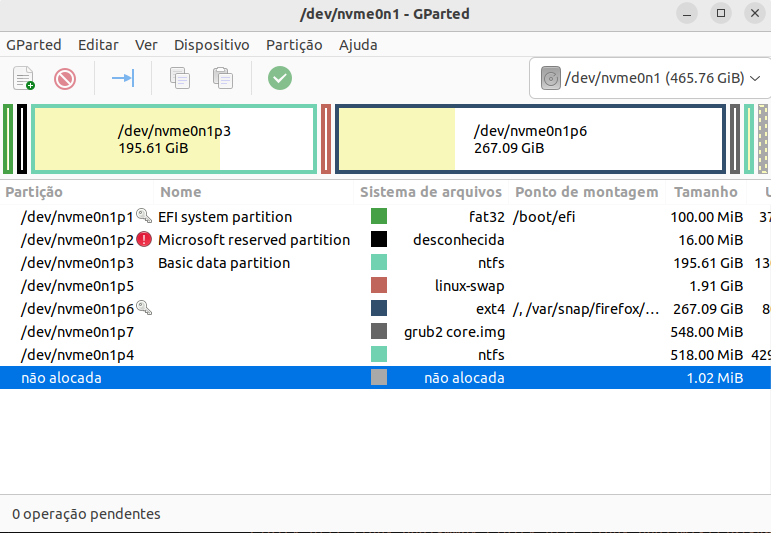 /dev/nvme0n1 - GParted
GParted Editar Ver Dispositivo Partição Ajuda
/dev/nvme0n1 (465.76 GiB)
/dev/nvme0n1p3
195.61 GiB
/dev/nvme0n1p6
267.09 GiB
Partição Nome Sistema de arquivos Ponto de montagem Tamanho
/dev/nvme0n1p1 EFI system partition fat32 /boot/efi 100.00 MiB 37
/dev/nvme0n1p2 Microsoft reserved partition desconhecida 16.00 MiB
/dev/nvme0n1p3 Basic data partition ntfs 195.61 GiB
/dev/nvme0n1p5 linux-swap 1.91 GiB
/dev/nvme0n1p6 ext4 /, /var/snap/firefox/... 267.09 GiB
/dev/nvme0n1p7 grub2 core.img 548.00 MiB
/dev/nvme0n1p4 ntfs 518.00 MiB 429
não alocada não alocada 1.02 MiB
0 operação pendentes